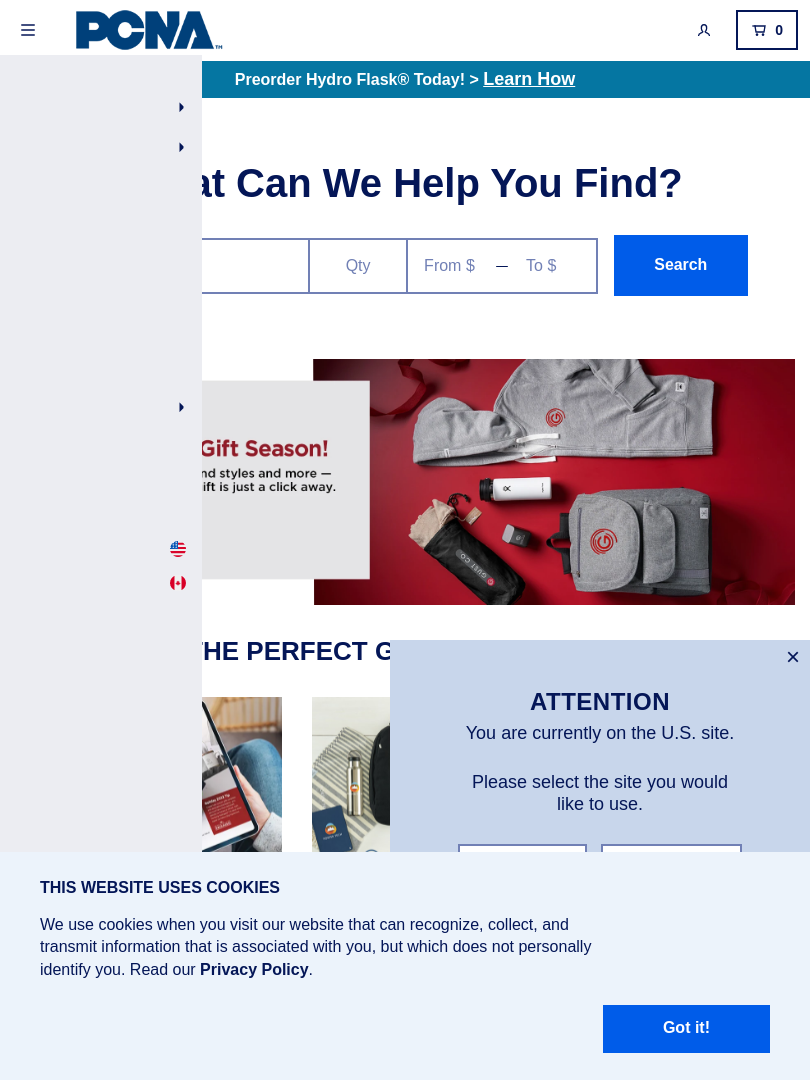 PCNA™
0
Preorder Hydro Flask® Today! > Learn How
at Can We Help You Find?
Qty
From $ — To $
Search
Gift Season!
nd styles and more —
ift is just a click away.
THE PERFECT G
ATTENTION
You are currently on the U.S. site.
Please select the site you would
like to use.
THIS WEBSITE USES COOKIES
We use cookies when you visit our website that can recognize, collect, and
transmit information that is associated with you, but which does not personally
identify you. Read our Privacy Policy.
Got it!